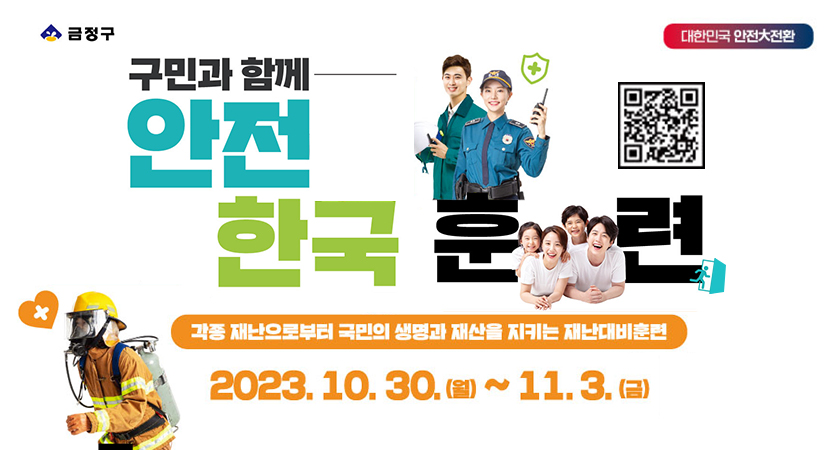 금정구
대한민국 안전大전환
구민과 함께
안전
한국 훈련
각종 재난으로부터 국민의 생명과 재산을 지키는 재난대비훈련
2023. 10. 30.(월) ~ 11. 3.(금)